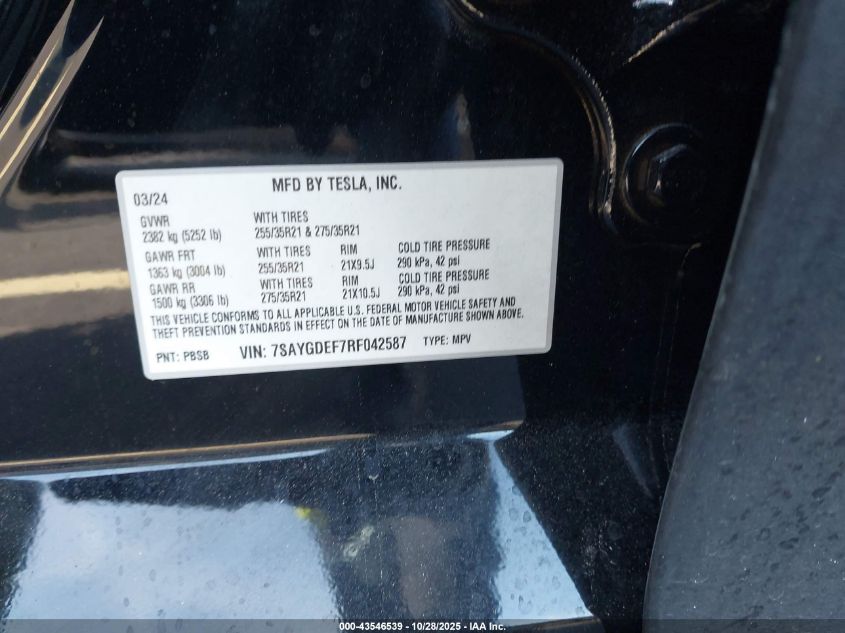 MFD BY TESLA, INC.
03/24
GVWR WITH TIRES
2382 kg (5252 lb) 255/35R21 & 275/35R21
GAWR FRT WITH TIRES RIM COLD TIRE PRESSURE
1363 kg (3004 lb) 255/35R21 21X9.5J 290 kPa, 42 psi
GAWR RR WITH TIRES RIM COLD TIRE PRESSURE
1500 kg (3306 lb) 275/35R21 21X10.5J 290 kPa, 42 psi
THIS VEHICLE CONFORMS TO ALL APPLICABLE U.S. FEDERAL MOTOR VEHICLE SAFETY AND
THEFT PREVENTION STANDARDS IN EFFECT ON THE DATE OF MANUFACTURE SHOWN ABOVE.
PNT: PBSB VIN: 7SAYGDEF7RF042587 TYPE: MPV
000-43546539 - 10/28/2025 - IAA Inc.